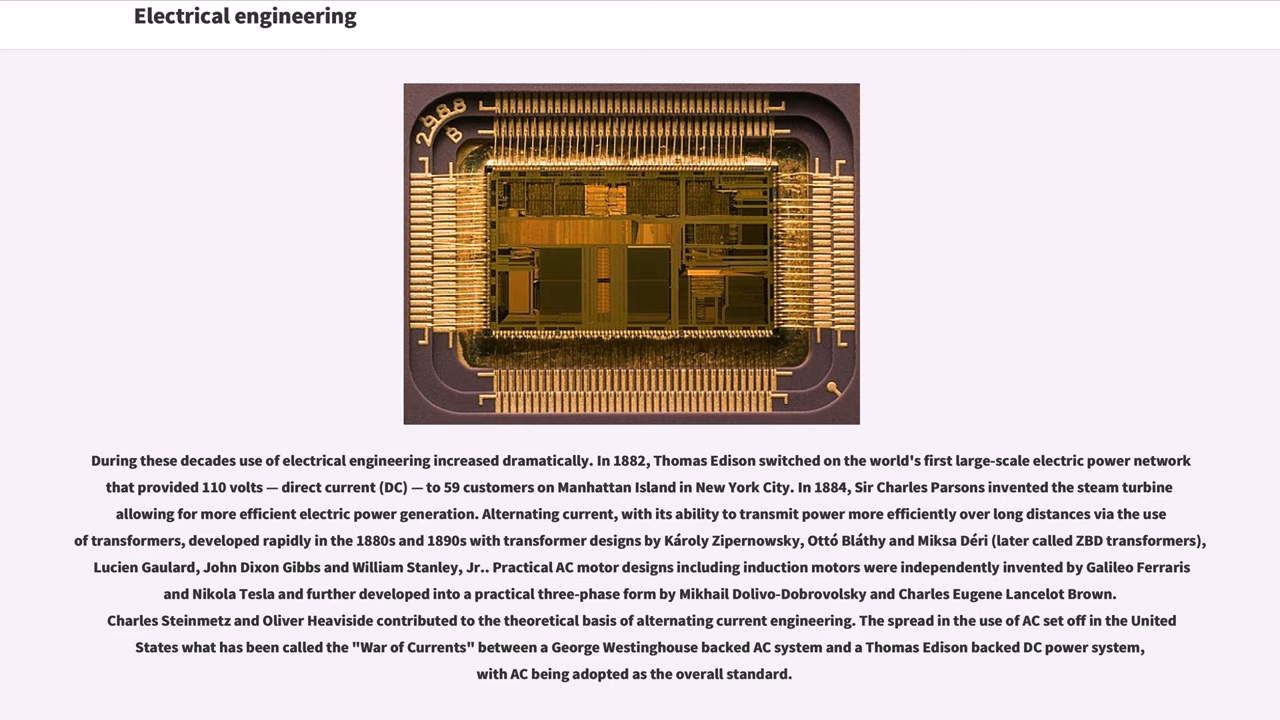 Electrical engineering
2988
B
During these decades use of electrical engineering increased dramatically. In 1882, Thomas Edison switched on the world's first large-scale electric power network
that provided 110 volts — direct current (DC) — to 59 customers on Manhattan Island in New York City. In 1884, Sir Charles Parsons invented the steam turbine
allowing for more efficient electric power generation. Alternating current, with its ability to transmit power more efficiently over long distances via the use
of transformers, developed rapidly in the 1880s and 1890s with transformer designs by Károly Zipernowsky, Ottó Bláthy and Miksa Déri (later called ZBD transformers),
Lucien Gaulard, John Dixon Gibbs and William Stanley, Jr.. Practical AC motor designs including induction motors were independently invented by Galileo Ferraris
and Nikola Tesla and further developed into a practical three-phase form by Mikhail Dolivo-Dobrovolsky and Charles Eugene Lancelot Brown.
Charles Steinmetz and Oliver Heaviside contributed to the theoretical basis of alternating current engineering. The spread in the use of AC set off in the United
States what has been called the "War of Currents" between a George Westinghouse backed AC system and a Thomas Edison backed DC power system,
with AC being adopted as the overall standard.